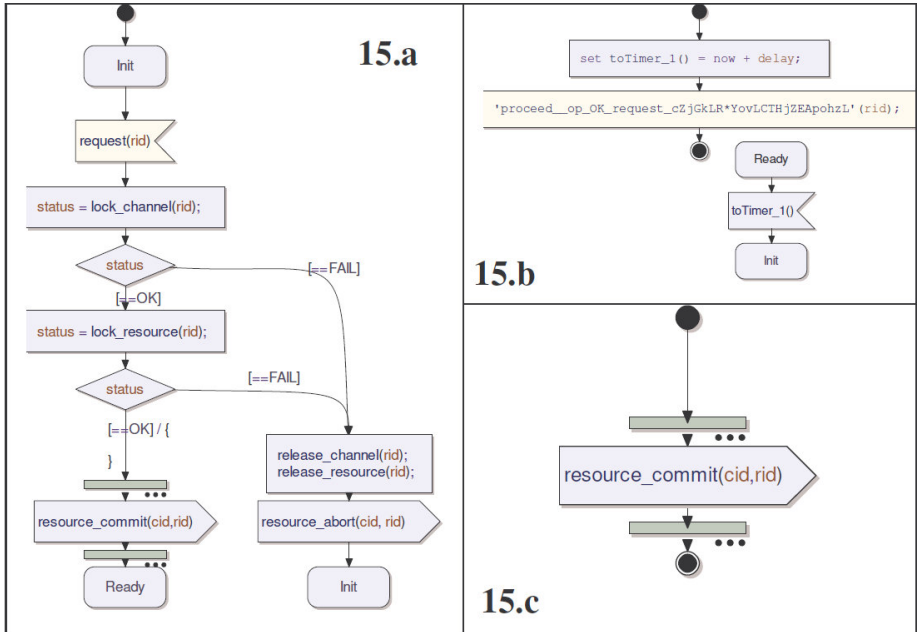 15.a
Init
request(rid)
status = lock_channel(rid);
status
[==FAIL]
[==OK]
status = lock_resource(rid);
status
[==FAIL]
[==OK] / {
}
release_channel(rid);
release_resource(rid);
resource_commit(cid,rid)
resource_abort(cid, rid)
Ready
Init
set toTimer_1() = now + delay;
'proceed__op_OK_request_cZjGkLR*YovLCTHjZEApohzL'(rid);
Ready
toTimer_1()
Init
15.b
resource_commit(cid,rid)
15.c